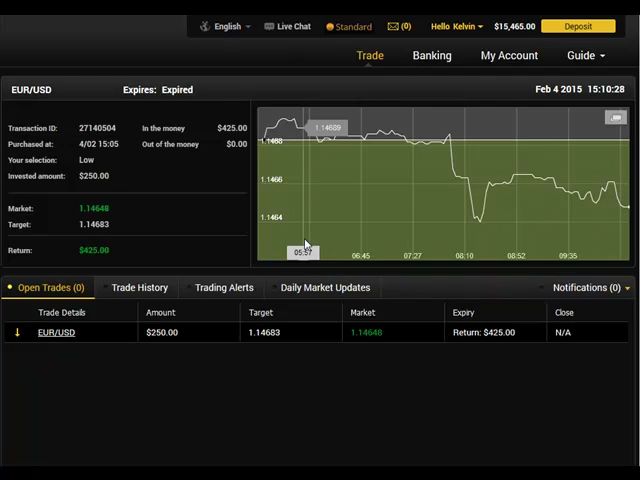 English Live Chat Standard (0) Hello Kelvin $15,465.00 Deposit
Trade Banking My Account Guide
EUR/USD Expires: Expired Feb 4 2015 15:10:28
Transaction ID: 27140504 In the money $425.00
Purchased at: 4/02 15:05 Out of the money $0.00
Your selection: Low
Invested amount: $250.00
Market: 1.14648
Target: 1.14683
Return: $425.00
1.14689
1.1468
1.1466
1.1464
05:57 06:45 07:27 08:10 08:52 09:35
Open Trades (0) Trade History Trading Alerts Daily Market Updates Notifications (0)
Trade Details Amount Target Market Expiry Close
EUR/USD $250.00 1.14683 1.14648 Return: $425.00 N/A